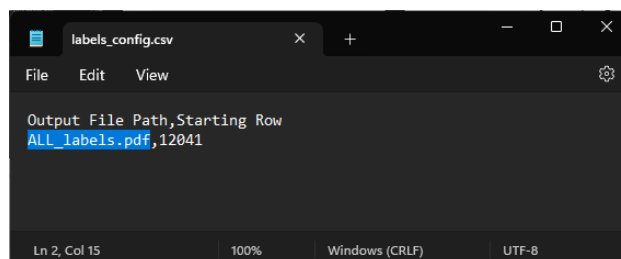 labels_config.csv
File Edit View
Output File Path,Starting Row
ALL_labels.pdf,12041
Ln 2, Col 15 100% Windows (CRLF) UTF-8